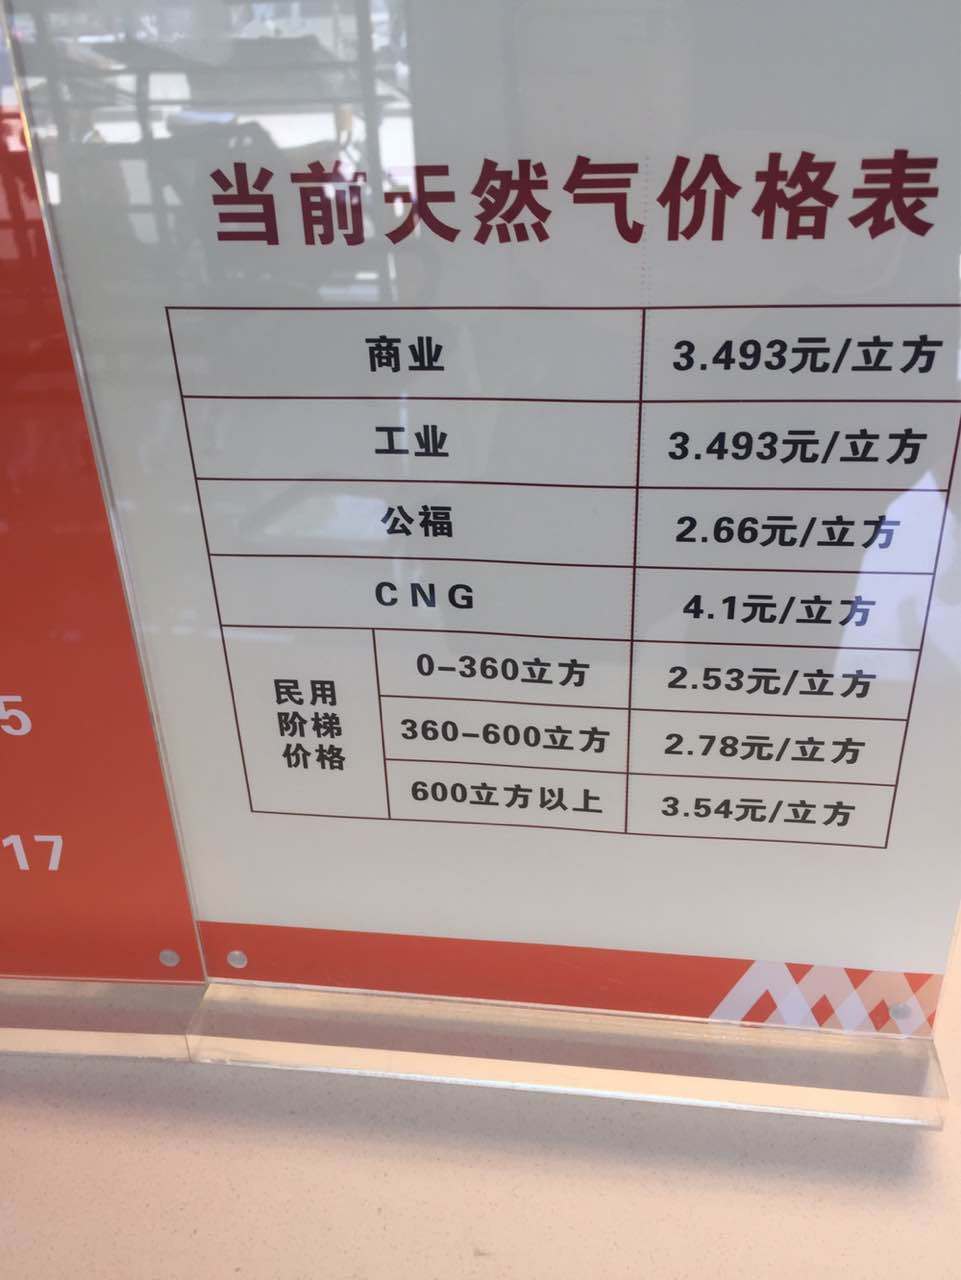 当前天然气价格表
商业 3.493元/立方
工业 3.493元/立方
公福 2.66元/立方
CNG 4.1元/立方
民用
阶梯
价格
0-360立方 2.53元/立方
360-600立方 2.78元/立方
600立方以上 3.54元/立方
5
17